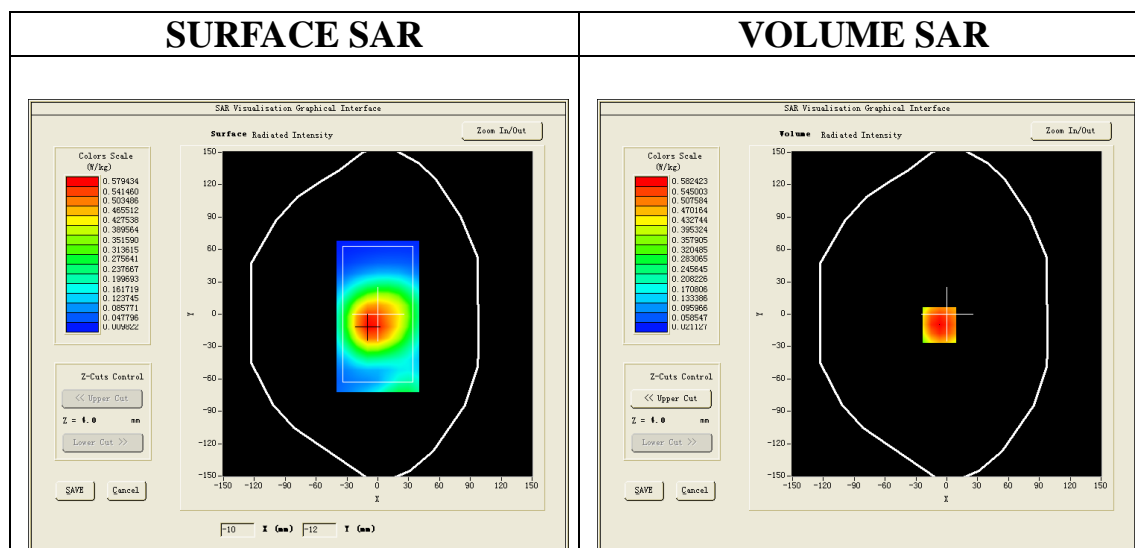 SURFACE SAR
VOLUME SAR
SAR Visualisation Graphical Interface
Surface Radiated Intensity
Zoom In/Out
Colors Scale
(W/kg)
0.579434
0.541460
0.503486
0.465512
0.427538
0.389564
0.351590
0.313615
0.275641
0.237667
0.199693
0.161719
0.123745
0.085771
0.047796
0.009822
150
120
90
60
30
0
-30
-60
-90
-120
-150
Y
-150 -120 -90 -60 -30 0 30 60 90 120 150
X
Z-Cuts Control
<< Upper Cut
Z = 4.0 mm
Lower Cut >>
SAVE Cancel
-10 X (mm) -12 Y (mm)
SAR Visualisation Graphical Interface
Volume Radiated Intensity
Zoom In/Out
Colors Scale
(W/kg)
0.582423
0.545003
0.507584
0.470164
0.432744
0.395324
0.357905
0.320485
0.283065
0.245645
0.208226
0.170806
0.133386
0.095966
0.058547
0.021127
150
120
90
60
30
0
-30
-60
-90
-120
-150
Y
-150 -120 -90 -60 -30 0 30 60 90 120 150
X
Z-Cuts Control
<< Upper Cut
Z = 4.0 mm
Lower Cut >>
SAVE Cancel